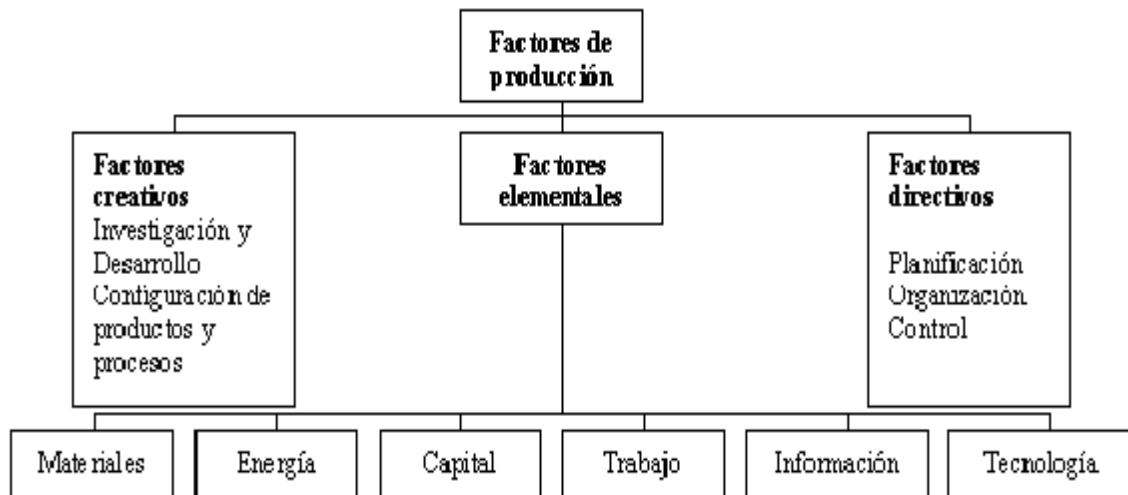 Factores de
producción
Factores
creativos
Investigación y
Desarrollo
Configuración de
productos y
procesos
Factores
elementales
Factores
directivos
Planificación
Organización
Control
Materiales
Energía
Capital
Trabajo
Información
Tecnología